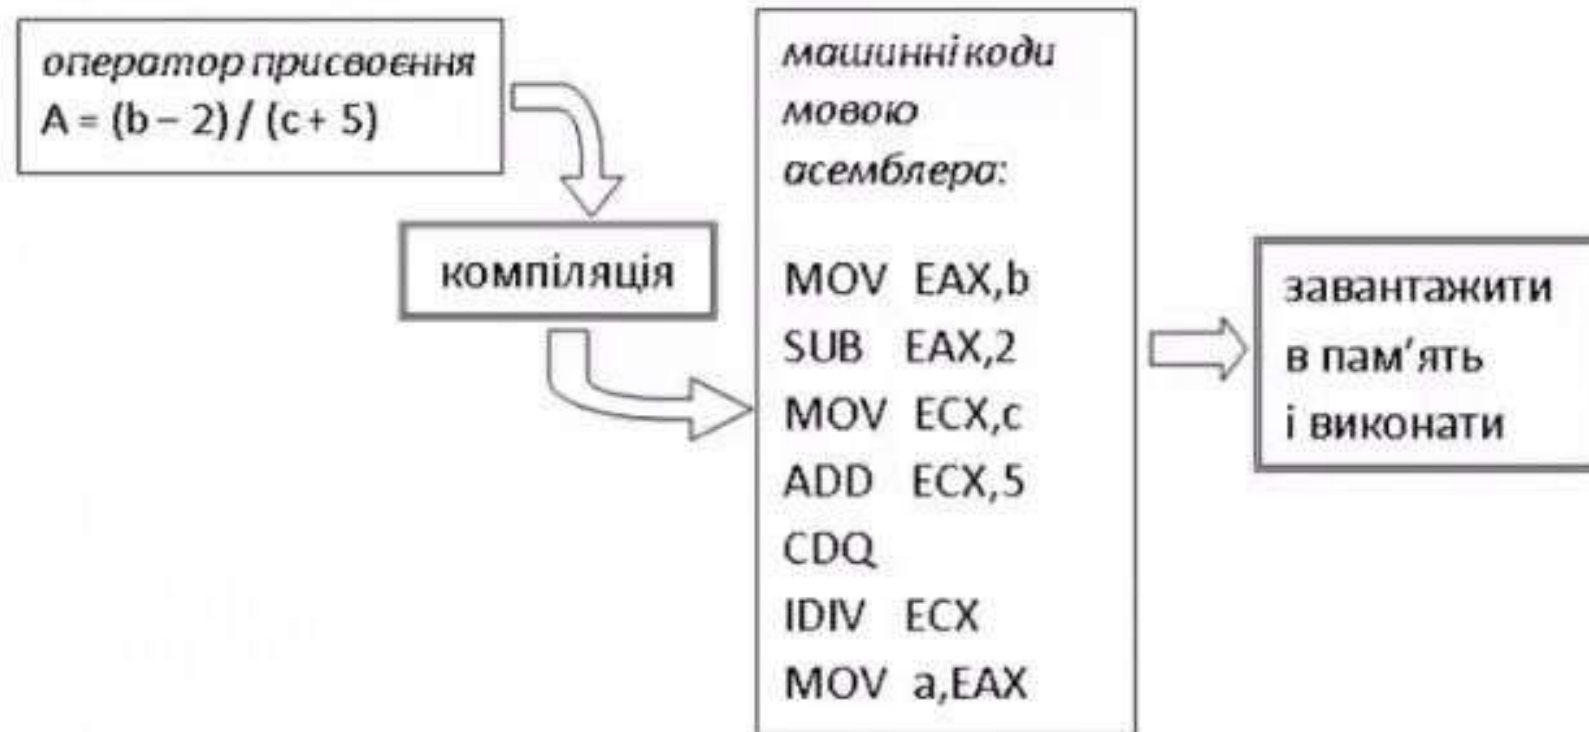 оператор присвоєння
A = (b – 2) / (c + 5)
компіляція
машинні коди
мовою
асемблера:
MOV EAX,b
SUB EAX,2
MOV ECX,c
ADD ECX,5
CDQ
IDIV ECX
MOV a,EAX
завантажити
в пам’ять
і виконати